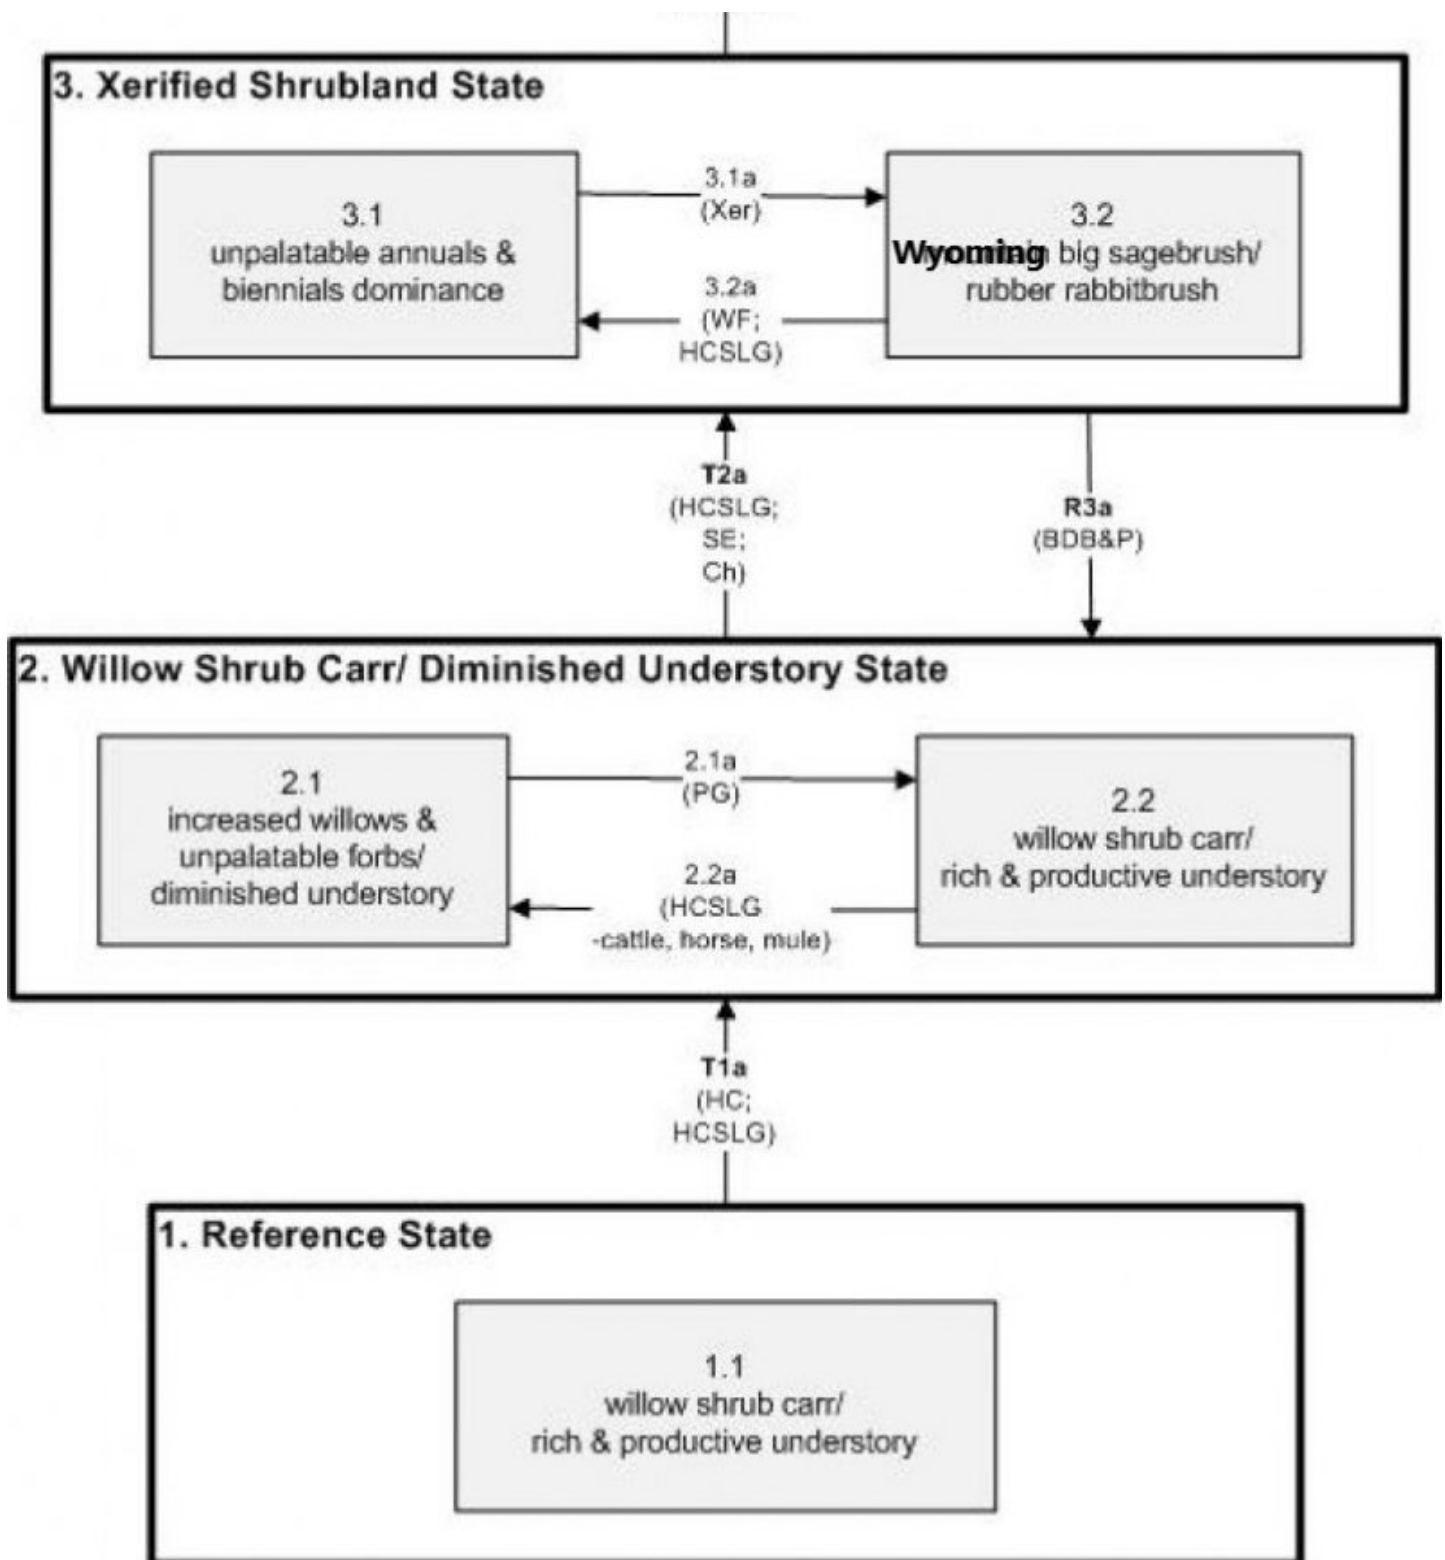 3. Xerified Shrubland State
3.1
unpalatable annuals &
biennials dominance
3.1a
(Xer)
3.2a
(WF;
HCSLG)
3.2
Wyoming big sagebrush/
rubber rabbitbrush
T2a
(HCSLG;
SE;
Ch)
R3a
(BDB&P)
2. Willow Shrub Carr/ Diminished Understory State
2.1
increased willows &
unpalatable forbs/
diminished understory
2.1a
(PG)
2.2a
(HCSLG
-cattle, horse, mule)
2.2
willow shrub carr/
rich & productive understory
T1a
(HC;
HCSLG)
1. Reference State
1.1
willow shrub carr/
rich & productive understory